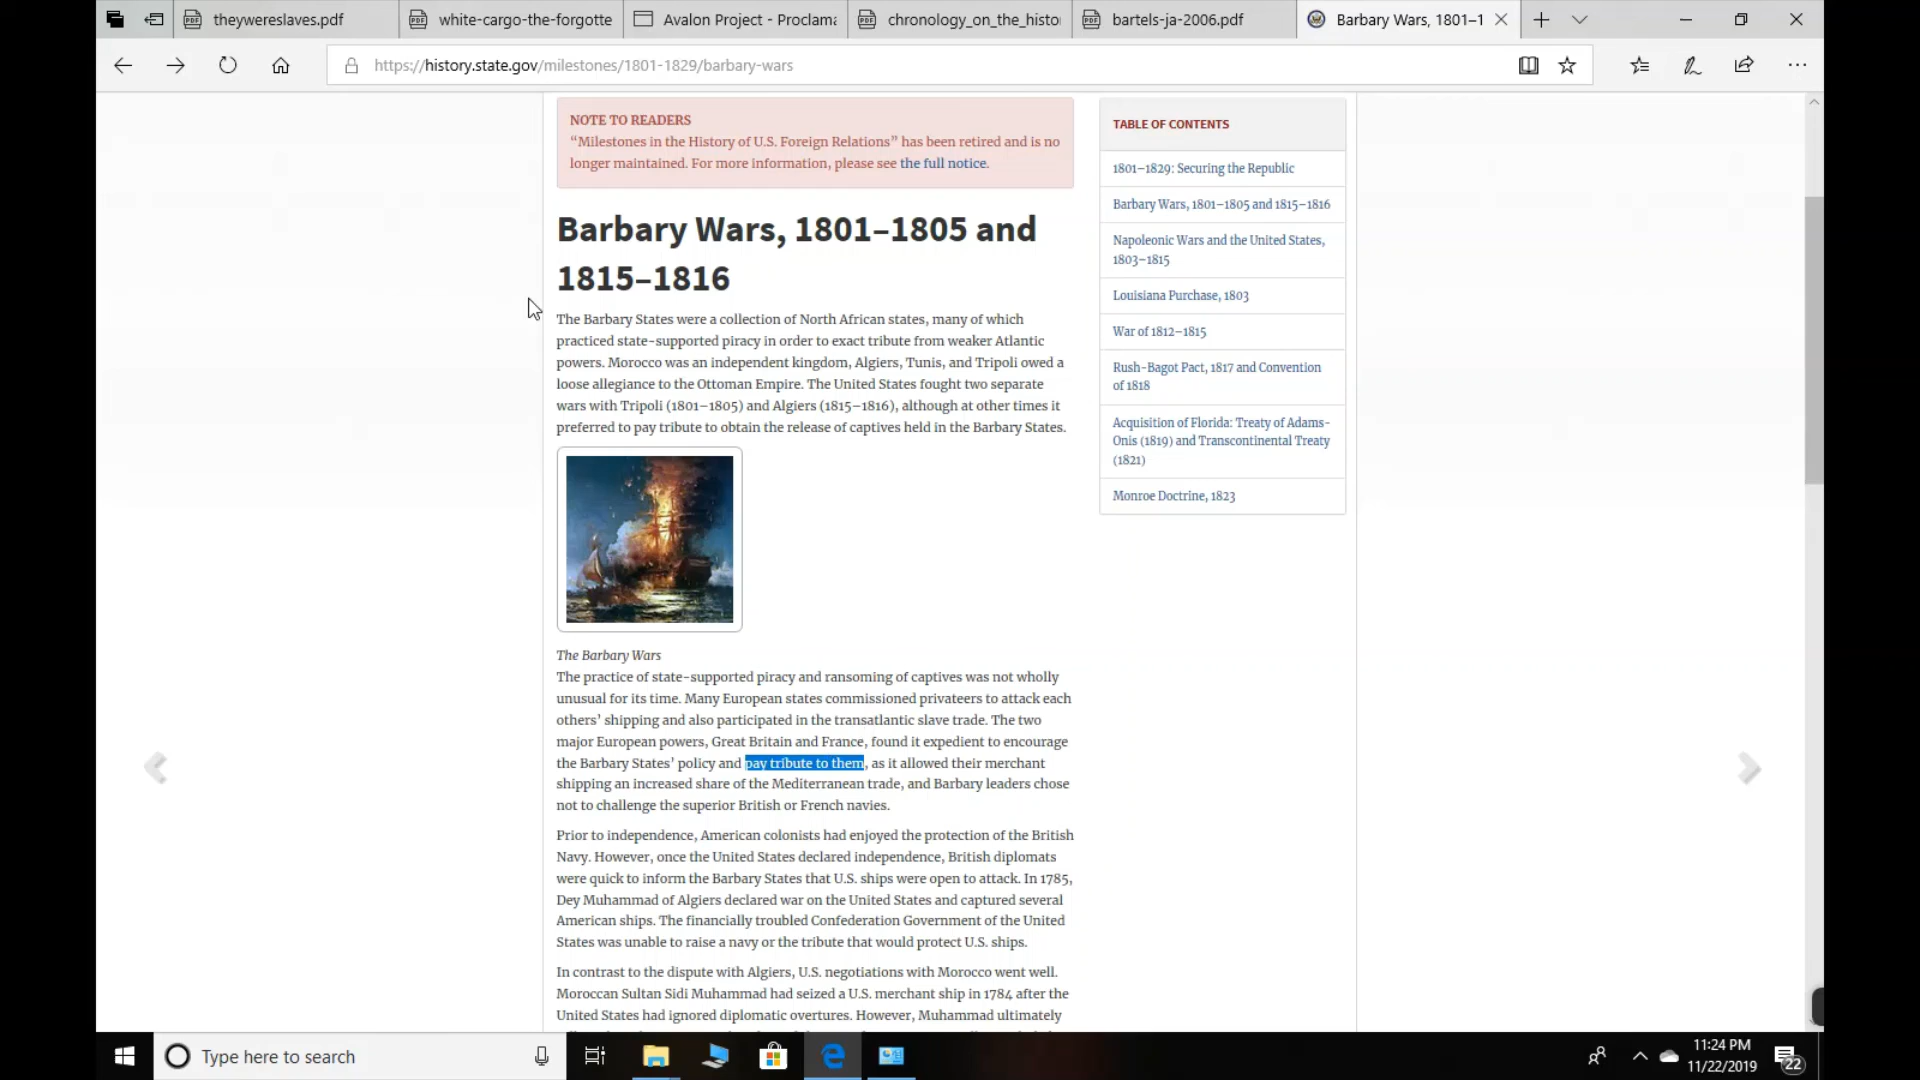 theywereslaves.pdf
white-cargo-the-forgotte
Avalon Project - Proclama
chronology_on_the_histo
bartels-ja-2006.pdf
Barbary Wars, 1801–1
https://history.state.gov/milestones/1801-1829/barbary-wars
NOTE TO READERS
“Milestones in the History of U.S. Foreign Relations” has been retired and is no
longer maintained. For more information, please see the full notice.
Barbary Wars, 1801–1805 and
1815–1816
The Barbary States were a collection of North African states, many of which
practiced state-supported piracy in order to exact tribute from weaker Atlantic
powers. Morocco was an independent kingdom, Algiers, Tunis, and Tripoli owed a
loose allegiance to the Ottoman Empire. The United States fought two separate
wars with Tripoli (1801–1805) and Algiers (1815–1816), although at other times it
preferred to pay tribute to obtain the release of captives held in the Barbary States.
The Barbary Wars
The practice of state-supported piracy and ransoming of captives was not wholly
unusual for its time. Many European states commissioned privateers to attack each
others’ shipping and also participated in the transatlantic slave trade. The two
major European powers, Great Britain and France, found it expedient to encourage
the Barbary States’ policy and pay tribute to them, as it allowed their merchant
shipping an increased share of the Mediterranean trade, and Barbary leaders chose
not to challenge the superior British or French navies.
Prior to independence, American colonists had enjoyed the protection of the British
Navy. However, once the United States declared independence, British diplomats
were quick to inform the Barbary States that U.S. ships were open to attack. In 1785,
Dey Muhammad of Algiers declared war on the United States and captured several
American ships. The financially troubled Confederation Government of the United
States was unable to raise a navy or the tribute that would protect U.S. ships.
In contrast to the dispute with Algiers, U.S. negotiations with Morocco went well.
Moroccan Sultan Sidi Muhammad had seized a U.S. merchant ship in 1784 after the
United States had ignored diplomatic overtures. However, Muhammad ultimately
TABLE OF CONTENTS
1801–1829: Securing the Republic
Barbary Wars, 1801–1805 and 1815–1816
Napoleonic Wars and the United States,
1803–1815
Louisiana Purchase, 1803
War of 1812–1815
Rush-Bagot Pact, 1817 and Convention
of 1818
Acquisition of Florida: Treaty of Adams-
Onis (1819) and Transcontinental Treaty
(1821)
Monroe Doctrine, 1823
Type here to search
11:24 PM
11/22/2019
22